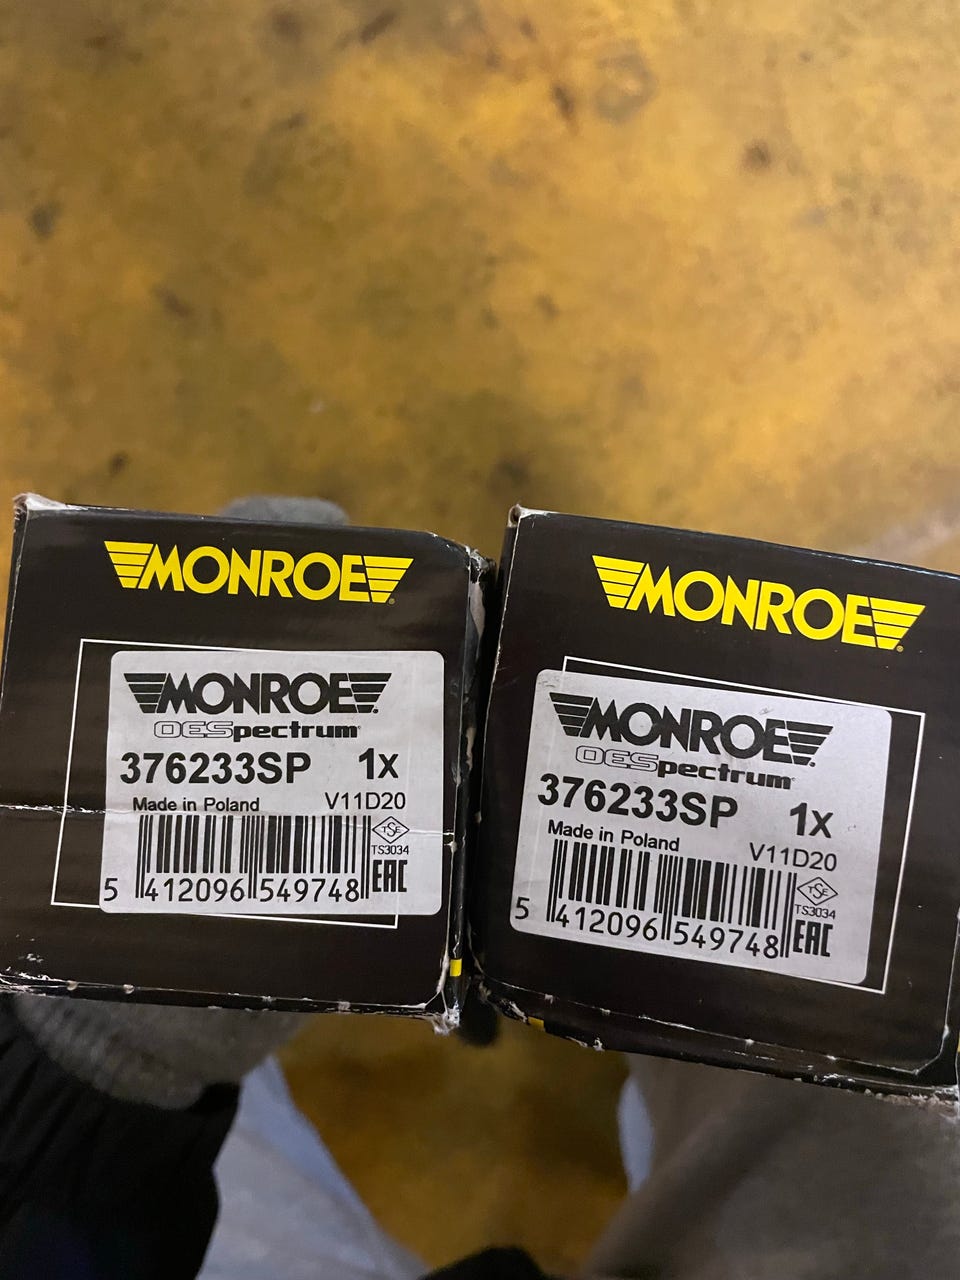 MONROE
MONROE
OESpectrum
376233SP 1x
Made in Poland V11D20
TSE
TS3034
EAC
5 412096 549748
MONROE
MONROE
OESpectrum
376233SP 1x
Made in Poland V11D20
TSE
TS3034
EAC
5 412096 549748